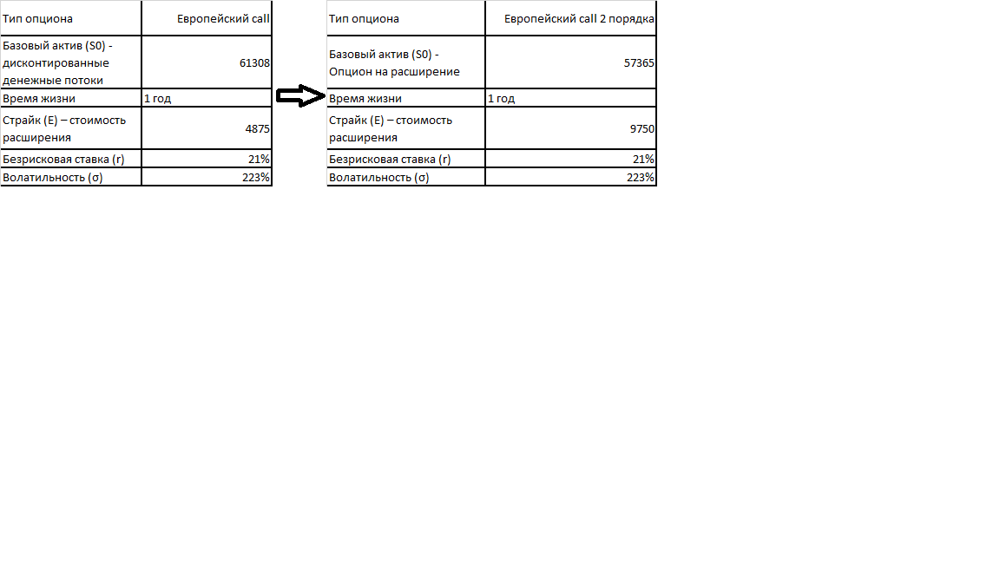 Тип опциона
Европейский call
Базовый актив (S0) -
дисконтированные
денежные потоки
61308
Время жизни
1 год
Страйк (E) – стоимость
расширения
4875
Безрисковая ставка (r)
21%
Волатильность (σ)
223%
Тип опциона
Европейский call 2 порядка
Базовый актив (S0) -
Опцион на расширение
57365
Время жизни
1 год
Страйк (E) – стоимость
расширения
9750
Безрисковая ставка (r)
21%
Волатильность (σ)
223%